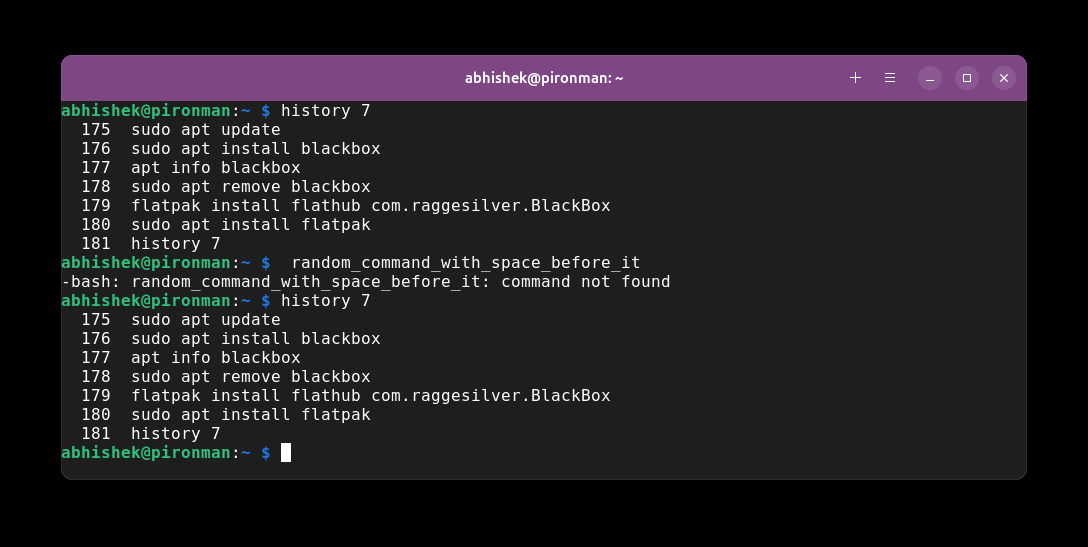 abhishek@pironman: ~
abhishek@pironman:~ $ history 7
  175  sudo apt update
  176  sudo apt install blackbox
  177  apt info blackbox
  178  sudo apt remove blackbox
  179  flatpak install flathub com.raggesilver.BlackBox
  180  sudo apt install flatpak
  181  history 7
abhishek@pironman:~ $  random_command_with_space_before_it
-bash: random_command_with_space_before_it: command not found
abhishek@pironman:~ $ history 7
  175  sudo apt update
  176  sudo apt install blackbox
  177  apt info blackbox
  178  sudo apt remove blackbox
  179  flatpak install flathub com.raggesilver.BlackBox
  180  sudo apt install flatpak
  181  history 7
abhishek@pironman:~ $